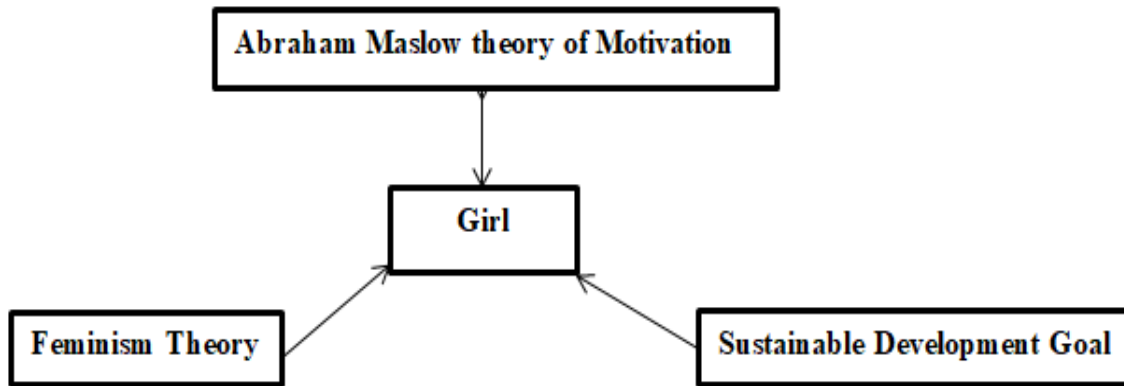 Abraham Maslow theory of Motivation
Girl
Feminism Theory
Sustainable Development Goal